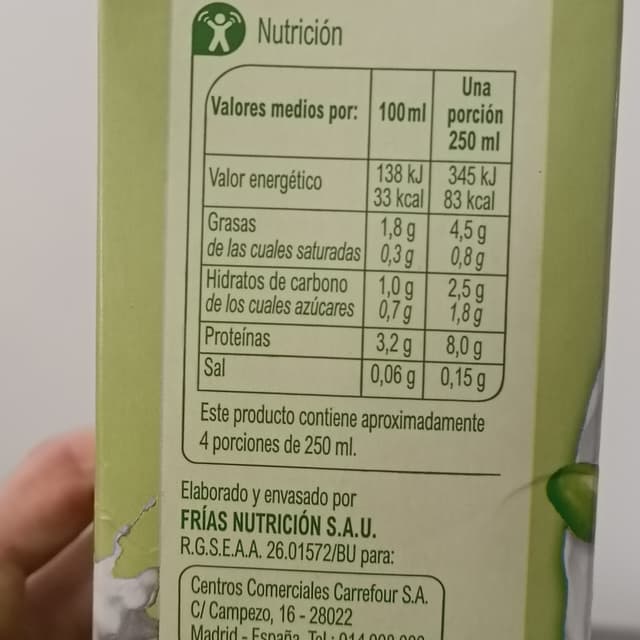 Nutrición
Valores medios por: 100 ml Una porción 250 ml
Valor energético 138 kJ 345 kJ
33 kcal 83 kcal
Grasas 1,8 g 4,5 g
de las cuales saturadas 0,3 g 0,8 g
Hidratos de carbono 1,0 g 2,5 g
de los cuales azúcares 0,7 g 1,8 g
Proteínas 3,2 g 8,0 g
Sal 0,06 g 0,15 g
Este producto contiene aproximadamente
4 porciones de 250 ml.
Elaborado y envasado por
FRÍAS NUTRICIÓN S.A.U.
R.G.S.E.A.A. 26.01572/BU para:
Centros Comerciales Carrefour S.A.
C/ Campezo, 16 - 28022
Madrid - España Tel.: